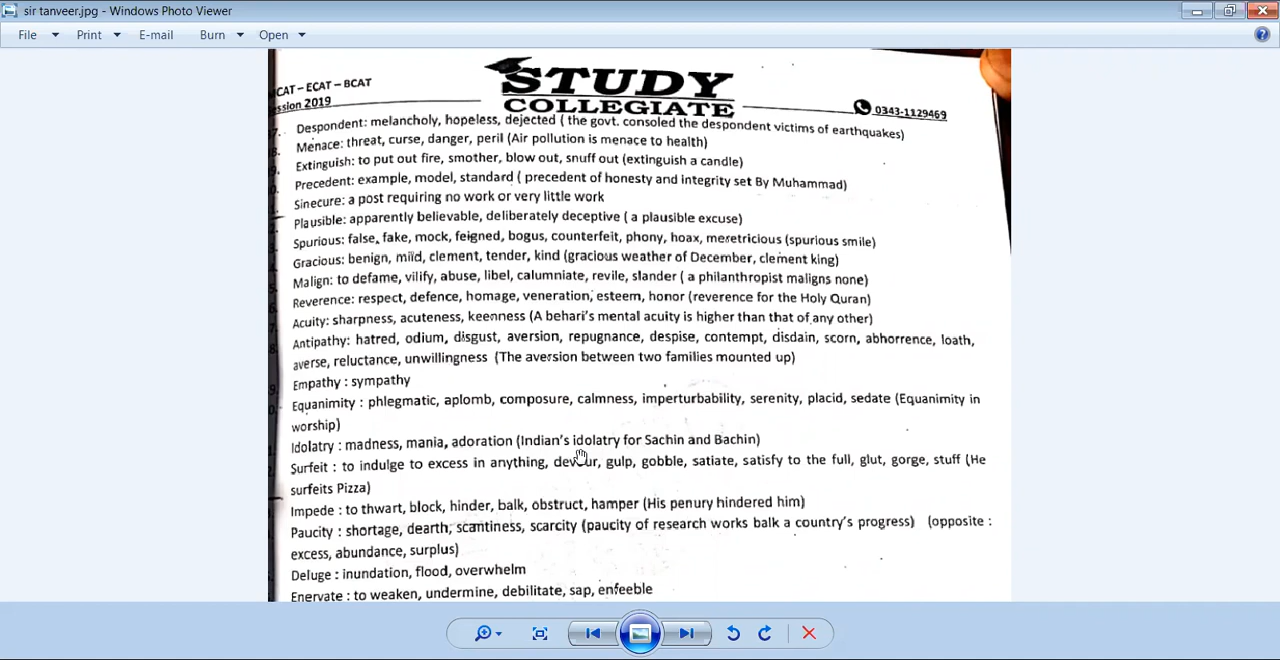 sir tanveer.jpg - Windows Photo Viewer
File Print E-mail Burn Open
CAT – ECAT – BCAT
STUDY
ssion 2019
COLLEGIATE
0343-1129469
Despondent: melancholy, hopeless, dejected ( the govt. consoled the despondent victims of earthquakes)
Menace: threat, curse, danger, peril (Air pollution is menace to health)
Extinguish: to put out fire, smother, blow out, snuff out (extinguish a candle)
Precedent: example, model, standard ( precedent of honesty and integrity set By Muhammad)
Sinecure: a post requiring no work or very little work
Plausible: apparently believable, deliberately deceptive ( a plausible excuse)
Spurious: false, fake, mock, feigned, bogus, counterfeit, phony, hoax, meretricious (spurious smile)
Gracious: benign, mild, clement, tender, kind (gracious weather of December, clement king)
Malign: to defame, vilify, abuse, libel, calumniate, revile, slander ( a philanthropist maligns none)
Reverence: respect, defence, homage, veneration, esteem, honor (reverence for the Holy Quran)
Acuity: sharpness, acuteness, keenness (A behari's mental acuity is higher than that of any other)
Antipathy: hatred, odium, disgust, aversion, repugnance, despise, contempt, disdain, scorn, abhorrence, loath,
averse, reluctance, unwillingness (The aversion between two families mounted up)
Empathy : sympathy
Equanimity : phlegmatic, aplomb, composure, calmness, imperturbability, serenity, placid, sedate (Equanimity in
worship)
Idolatry : madness, mania, adoration (Indian's idolatry for Sachin and Bachin)
Surfeit : to indulge to excess in anything, devour, gulp, gobble, satiate, satisfy to the full, glut, gorge, stuff (He
surfeits Pizza)
Impede : to thwart, block, hinder, balk, obstruct, hamper (His penury hindered him)
Paucity : shortage, dearth, scantiness, scarcity (paucity of research works balk a country's progress) (opposite :
excess, abundance, surplus)
Deluge : inundation, flood, overwhelm
Enervate : to weaken, undermine, debilitate, sap, enfeeble